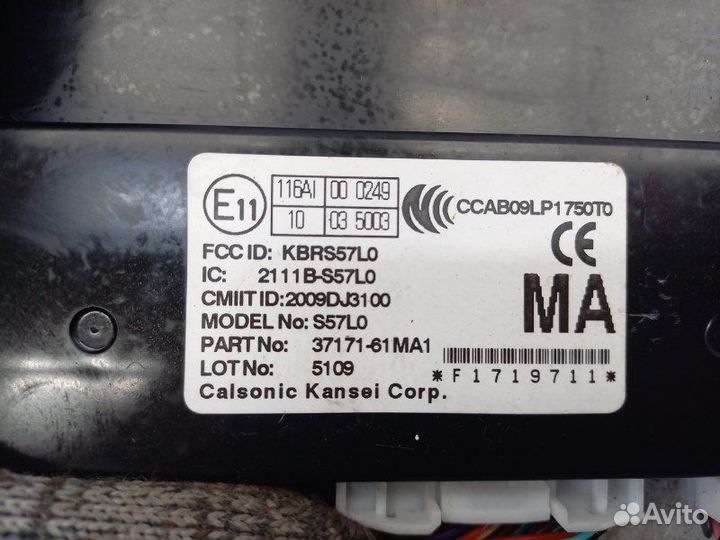 E11
116AI 00 0249
10 03 5003
CCAB09LP1750T0
FCC ID: KBRS57L0
IC: 2111B-S57L0
CMIIT ID:2009DJ3100
CE
MODEL No: S57L0
MA
PART No: 37171-61MA1
LOT No: 5109
*F1719711*
Calsonic Kansei Corp.
Avito